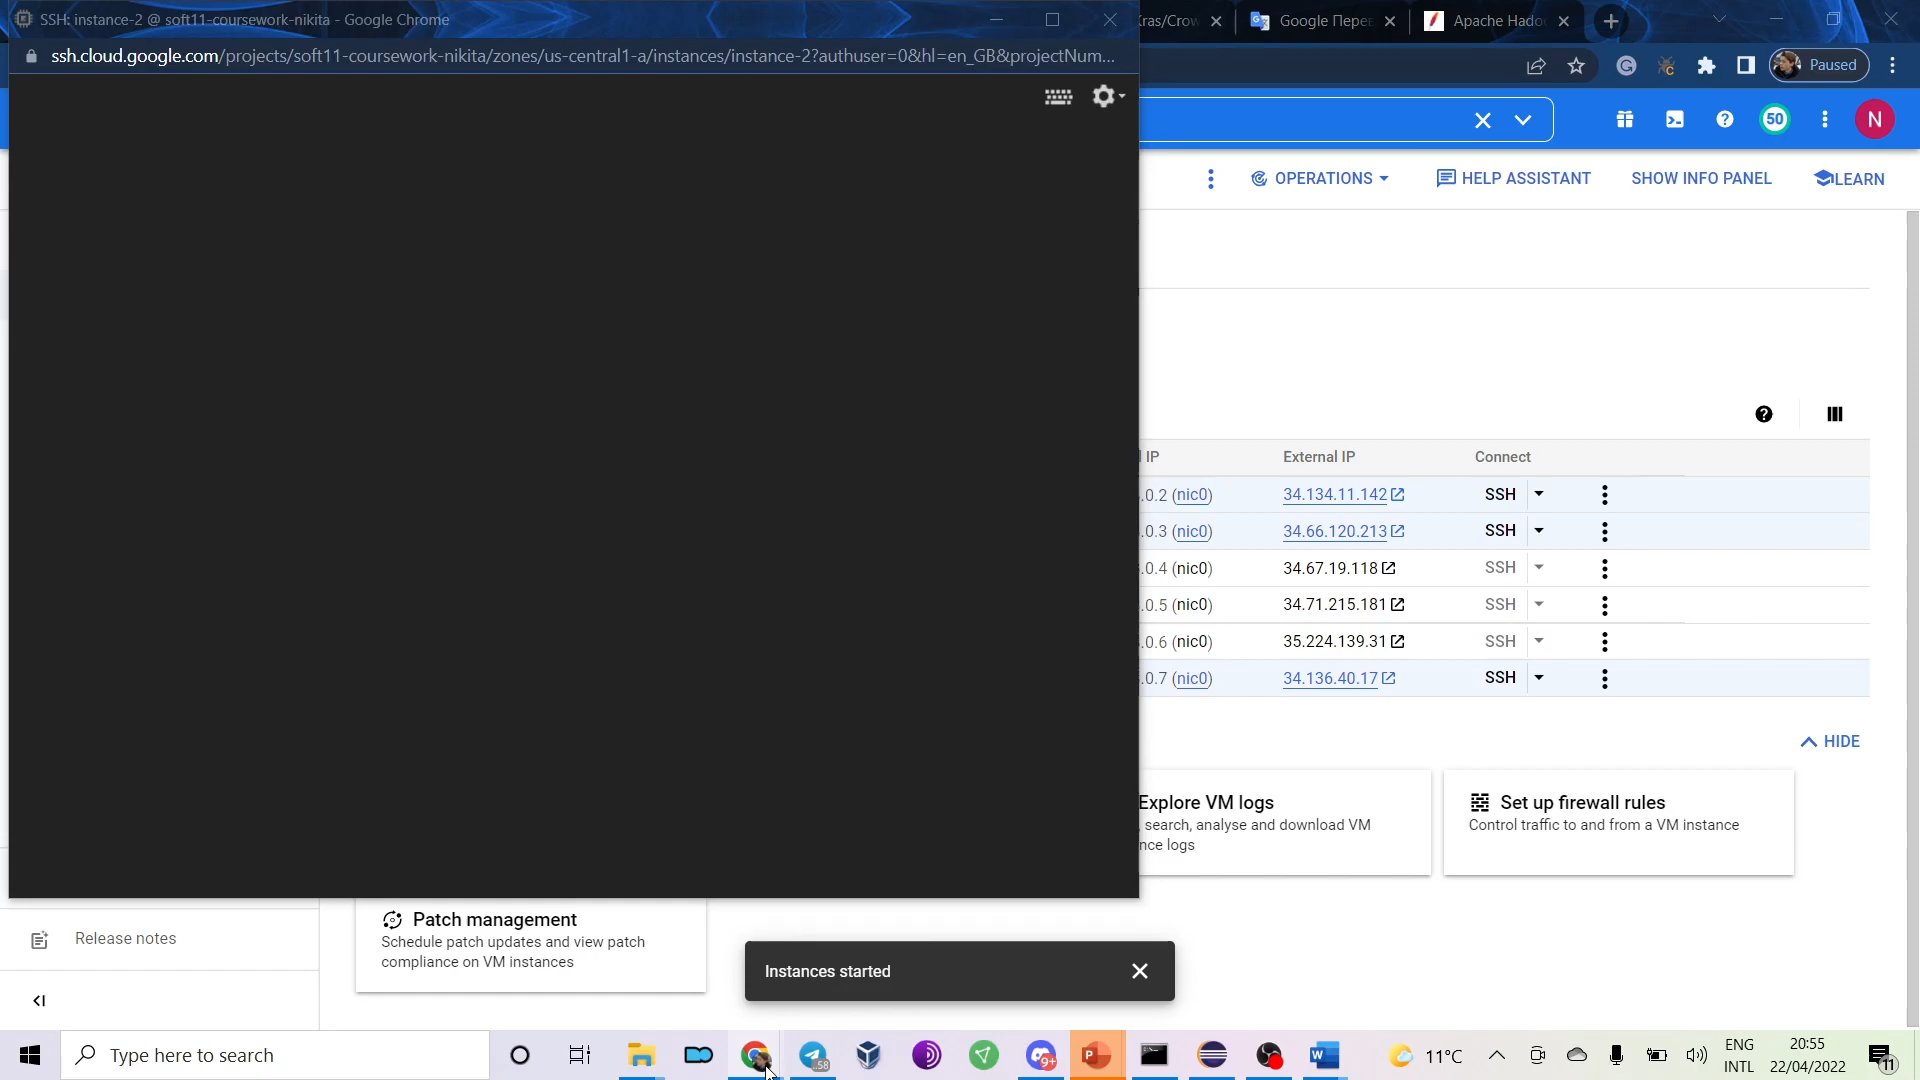 SSH: instance-2 @ soft11-coursework-nikita - Google Chrome
Kras/Crow
Google Перев
Apache Hadoo
ssh.cloud.google.com/projects/soft11-coursework-nikita/zones/us-central1-a/instances/instance-2?authuser=0&hl=en_GB&projectNum...
Paused
50
N
OPERATIONS
HELP ASSISTANT
SHOW INFO PANEL
LEARN
IP
External IP
Connect
.0.2 (nic0)
34.134.11.142
SSH
.0.3 (nic0)
34.66.120.213
SSH
.0.4 (nic0)
34.67.19.118
SSH
.0.5 (nic0)
34.71.215.181
SSH
.0.6 (nic0)
35.224.139.31
SSH
.0.7 (nic0)
34.136.40.17
SSH
HIDE
Explore VM logs
, search, analyse and download VM
nce logs
Set up firewall rules
Control traffic to and from a VM instance
Release notes
Patch management
Schedule patch updates and view patch
compliance on VM instances
Instances started
Type here to search
58
9+
11°C
ENG
INTL
20:55
22/04/2022
11